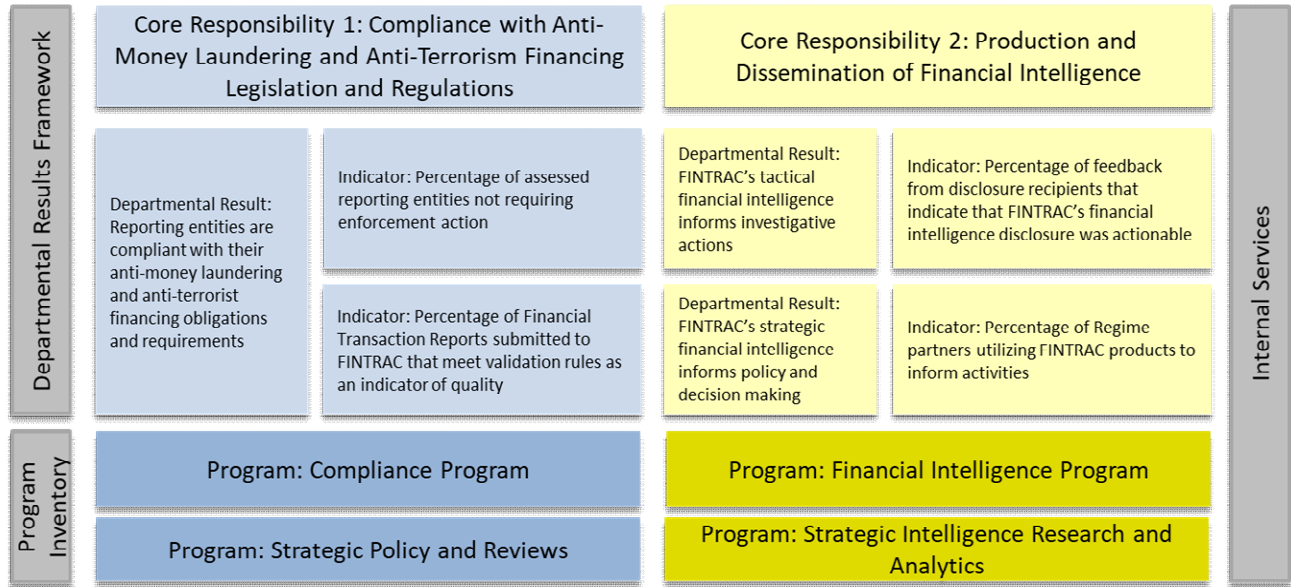 Departmental Results Framework
Core Responsibility 1: Compliance with Anti-
Money Laundering and Anti-Terrorism Financing
Legislation and Regulations
Core Responsibility 2: Production and
Dissemination of Financial Intelligence
Departmental Result:
Reporting entities are
compliant with their
anti-money laundering
and anti-terrorist
financing obligations
and requirements
Indicator: Percentage of assessed
reporting entities not requiring
enforcement action
Indicator: Percentage of Financial
Transaction Reports submitted to
FINTRAC that meet validation rules as
an indicator of quality
Departmental Result:
FINTRAC’s tactical
financial intelligence
informs investigative
actions
Indicator: Percentage of feedback
from disclosure recipients that
indicate that FINTRAC’s financial
intelligence disclosure was actionable
Departmental Result:
FINTRAC’s strategic
financial intelligence
informs policy and
decision making
Indicator: Percentage of Regime
partners utilizing FINTRAC products to
inform activities
Internal Services
Program
Inventory
Program: Compliance Program
Program: Financial Intelligence Program
Program: Strategic Policy and Reviews
Program: Strategic Intelligence Research and
Analytics